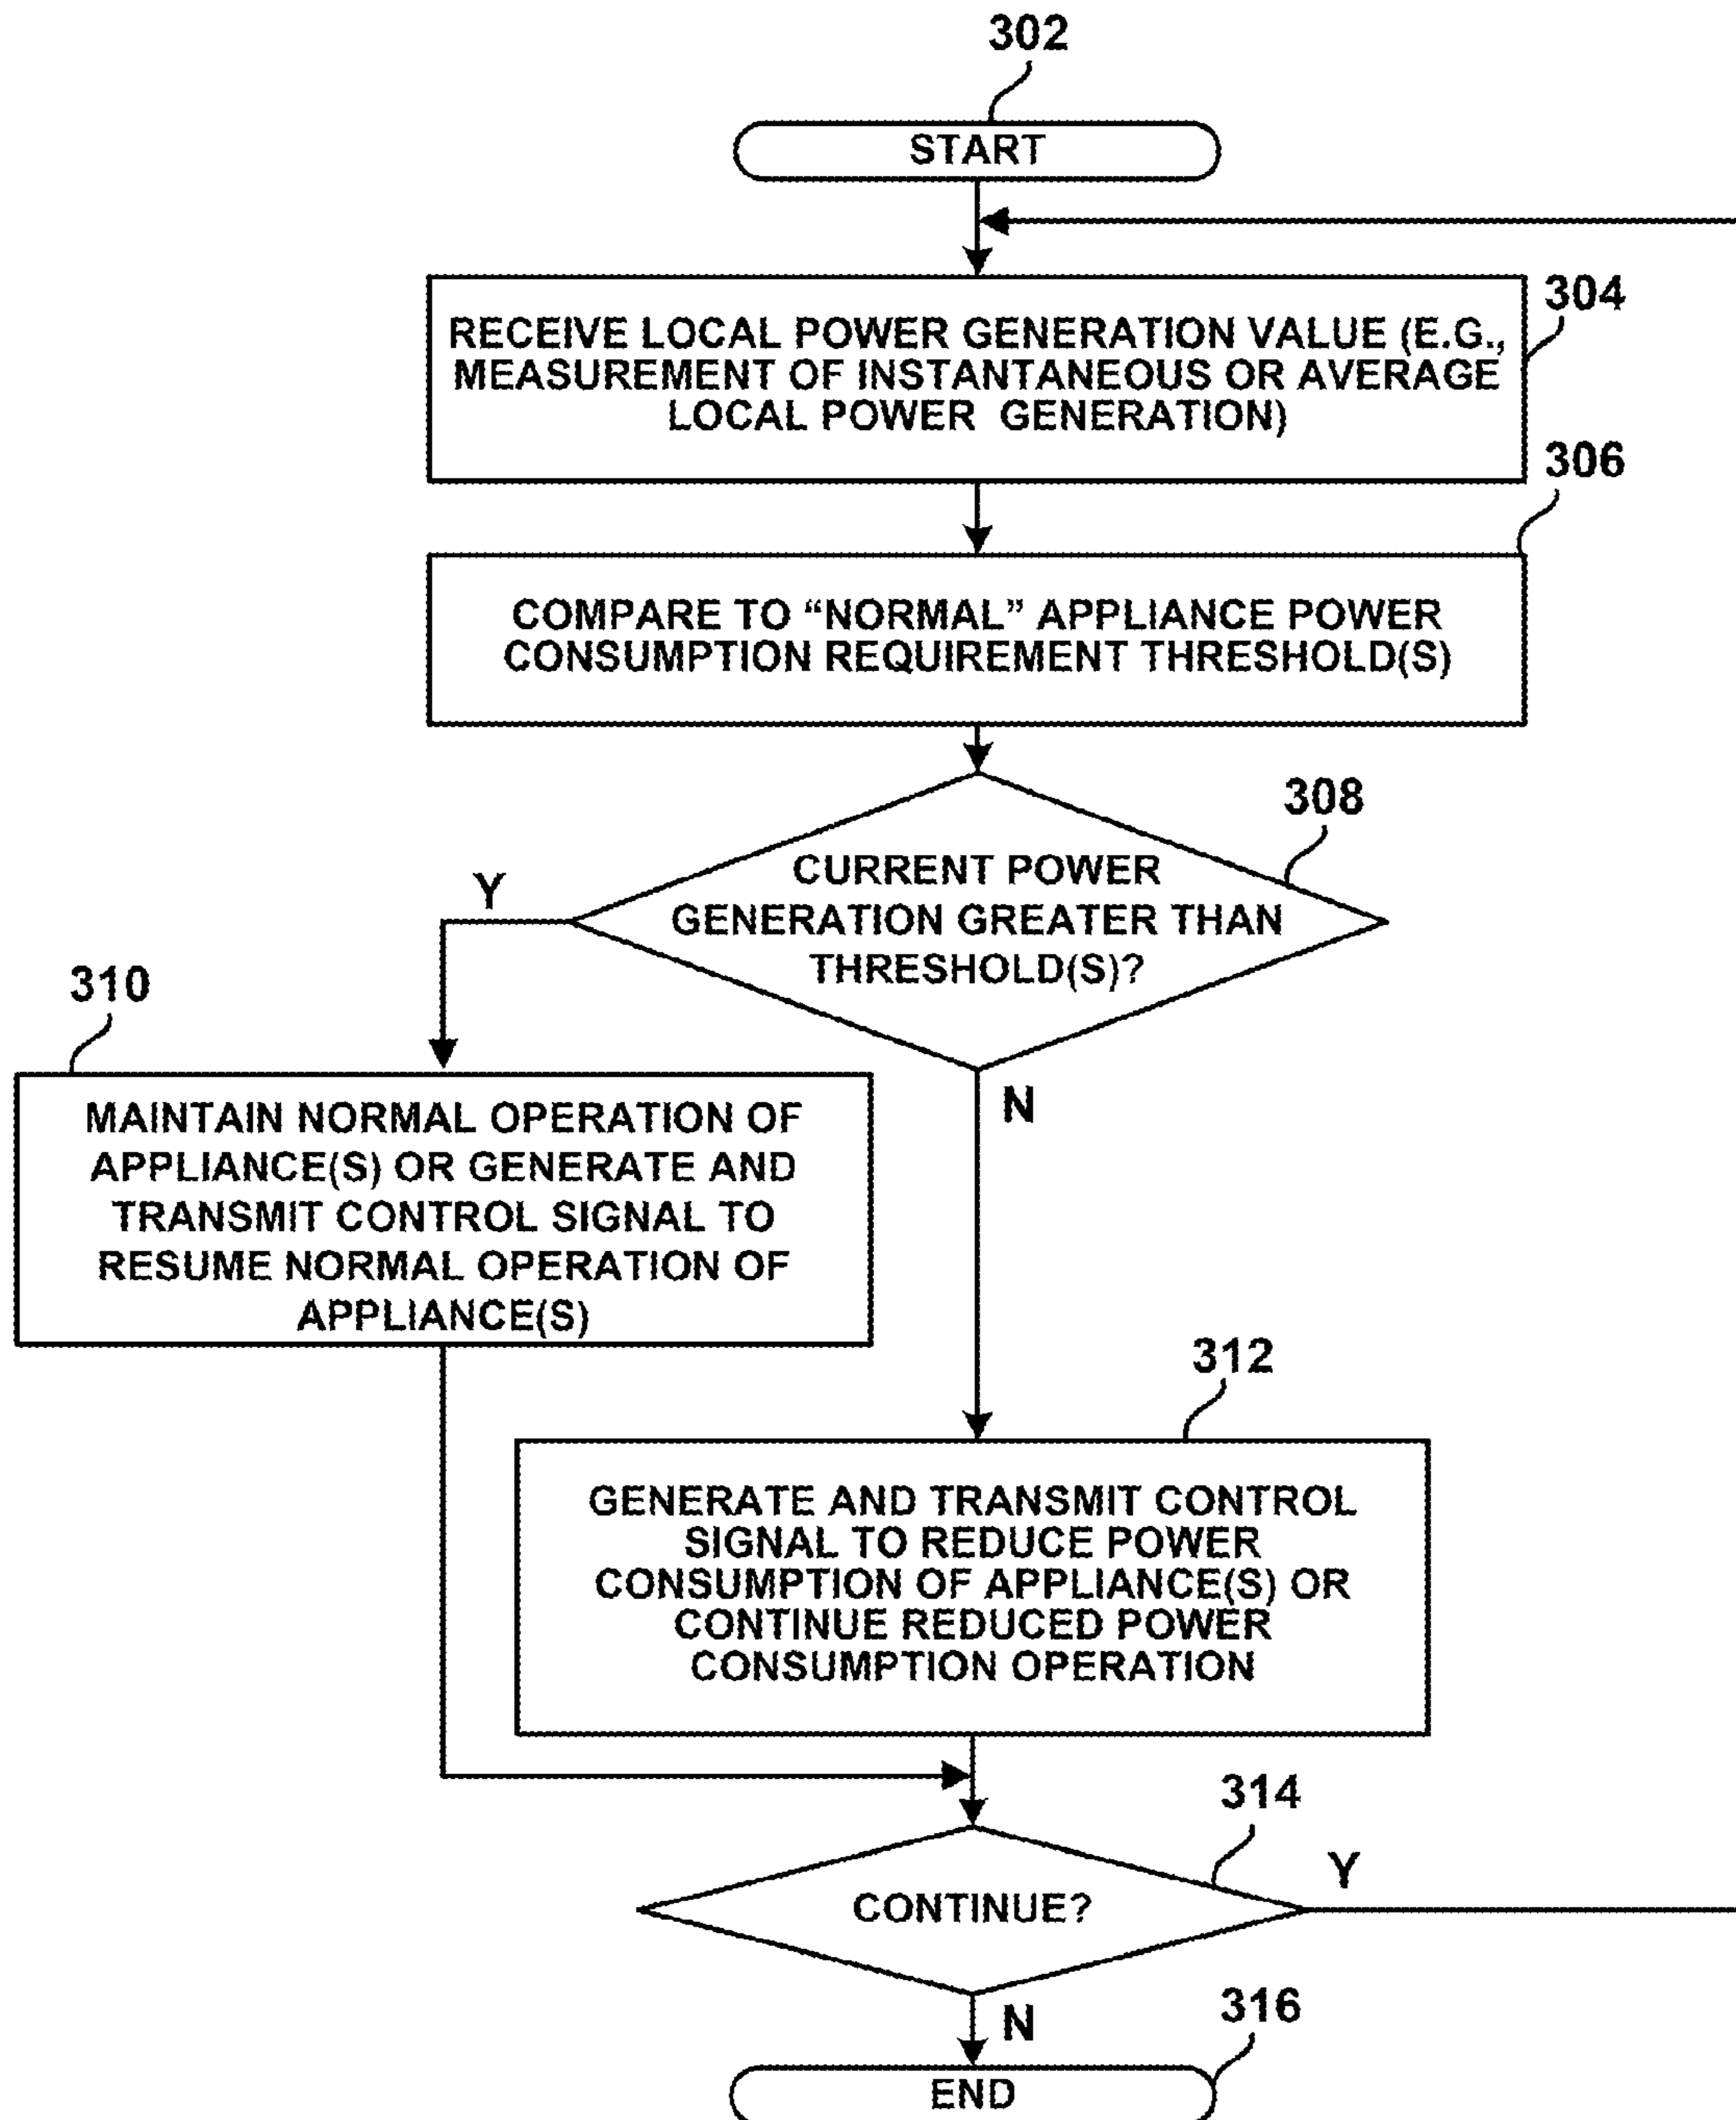 302
START
304
RECEIVE LOCAL POWER GENERATION VALUE (E.G.,
MEASUREMENT OF INSTANTANEOUS OR AVERAGE
LOCAL POWER GENERATION)
306
COMPARE TO “NORMAL” APPLIANCE POWER
CONSUMPTION REQUIREMENT THRESHOLD(S)
308
CURRENT POWER
GENERATION GREATER THAN
THRESHOLD(S)?
Y
N
310
MAINTAIN NORMAL OPERATION OF
APPLIANCE(S) OR GENERATE AND
TRANSMIT CONTROL SIGNAL TO
RESUME NORMAL OPERATION OF
APPLIANCE(S)
312
GENERATE AND TRANSMIT CONTROL
SIGNAL TO REDUCE POWER
CONSUMPTION OF APPLIANCE(S) OR
CONTINUE REDUCED POWER
CONSUMPTION OPERATION
314
CONTINUE?
Y
N
316
END